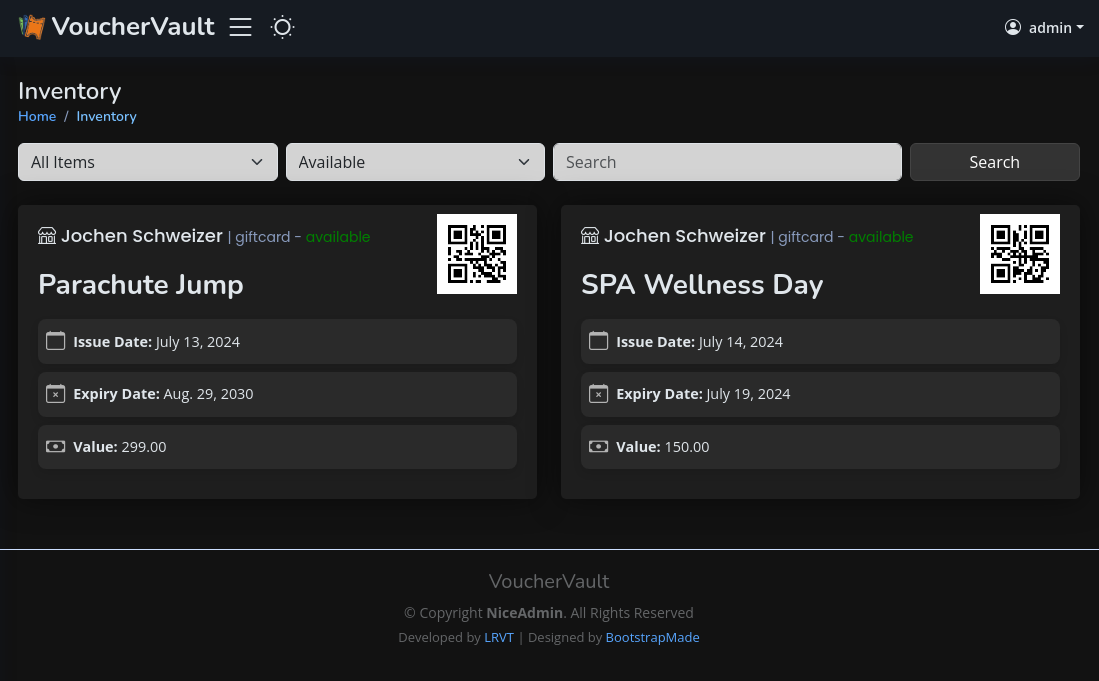 VoucherVault
admin
Inventory
Home / Inventory
All Items
Available
Search
Search
Jochen Schweizer | giftcard - available
Parachute Jump
Issue Date: July 13, 2024
Expiry Date: Aug. 29, 2030
Value: 299.00
Jochen Schweizer | giftcard - available
SPA Wellness Day
Issue Date: July 14, 2024
Expiry Date: July 19, 2024
Value: 150.00
VoucherVault
© Copyright NiceAdmin. All Rights Reserved
Developed by LRVT | Designed by BootstrapMade